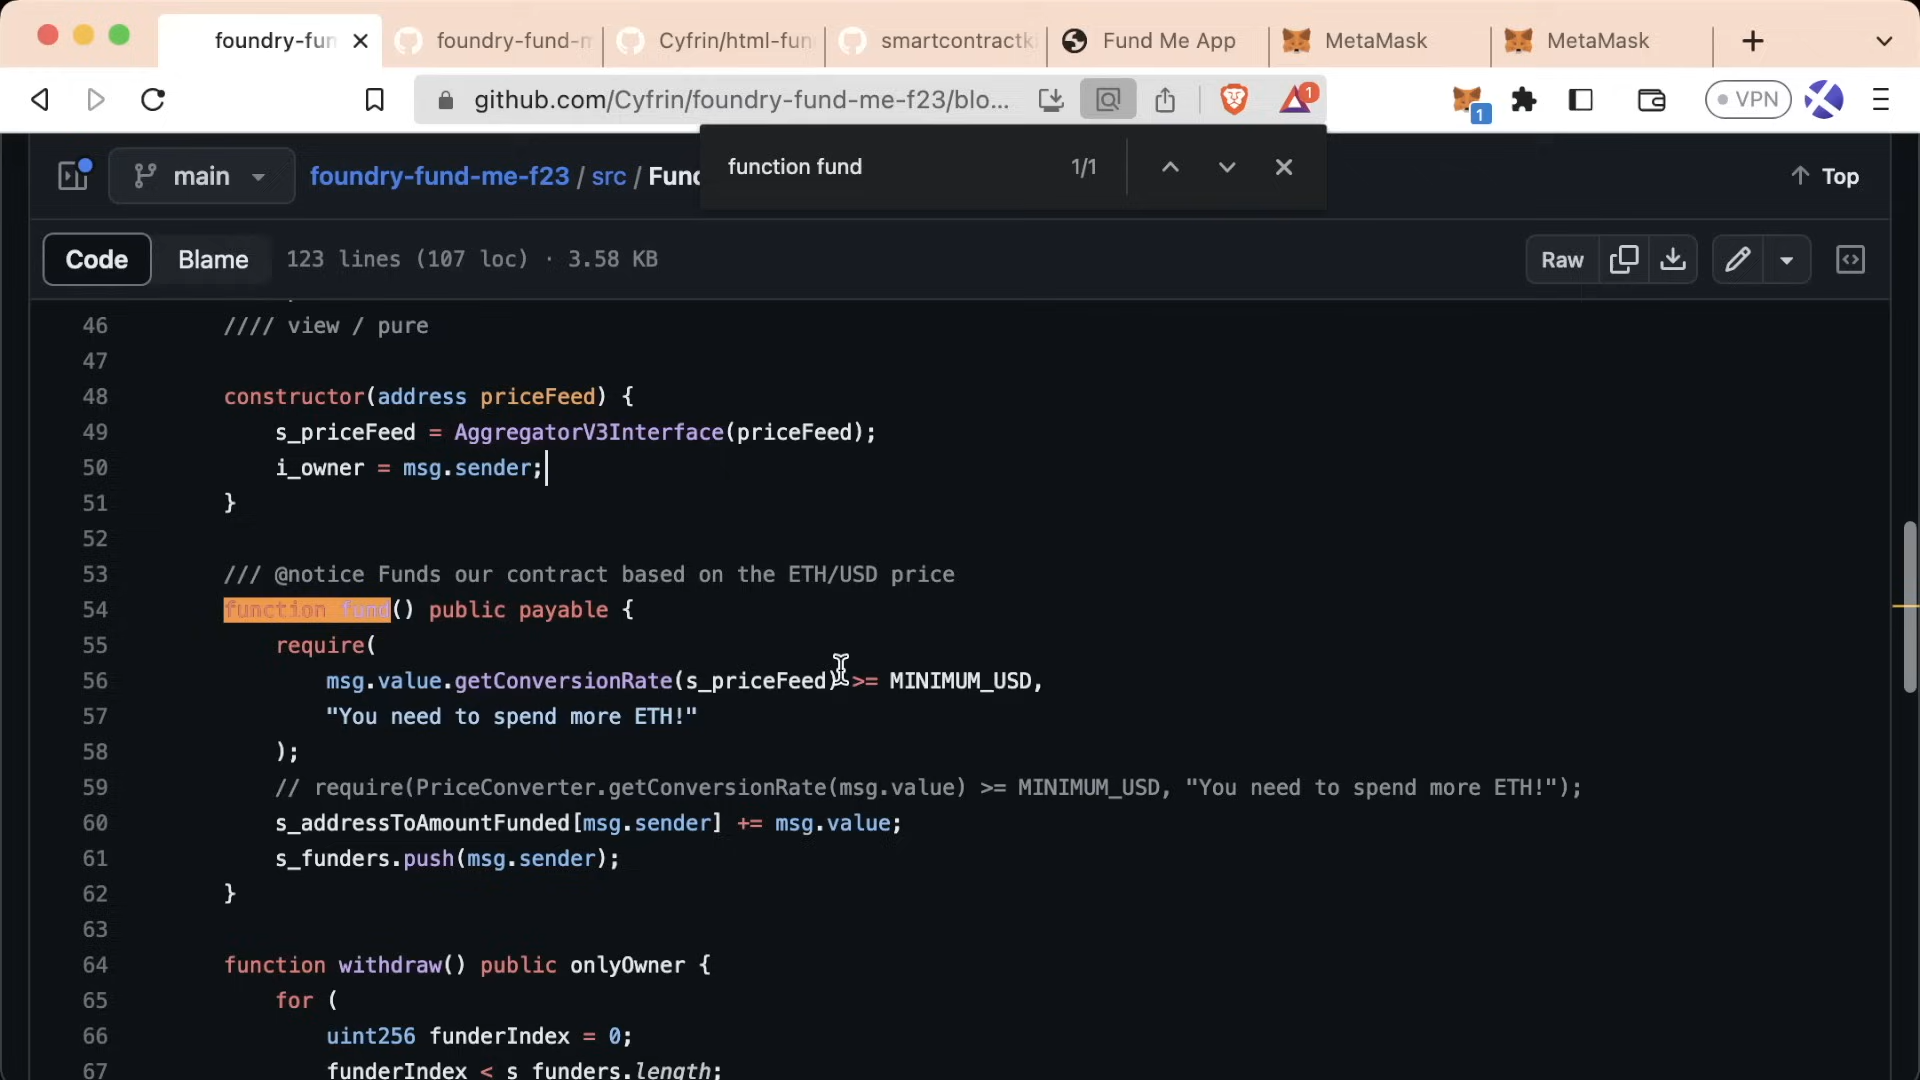 foundry-fun
foundry-fund-m
Cyfrin/html-fun
smartcontractk
Fund Me App
MetaMask
MetaMask
github.com/Cyfrin/foundry-fund-me-f23/blo...
1
1
VPN
function fund
1/1
main
foundry-fund-me-f23 / src / Func
Top
Code
Blame
123 lines (107 loc) · 3.58 KB
Raw
46 //// view / pure
47
48 constructor(address priceFeed) {
49 s_priceFeed = AggregatorV3Interface(priceFeed);
50 i_owner = msg.sender;
51 }
52
53 /// @notice Funds our contract based on the ETH/USD price
54 function fund() public payable {
55 require(
56 msg.value.getConversionRate(s_priceFeed) >= MINIMUM_USD,
57 "You need to spend more ETH!"
58 );
59 // require(PriceConverter.getConversionRate(msg.value) >= MINIMUM_USD, "You need to spend more ETH!");
60 s_addressToAmountFunded[msg.sender] += msg.value;
61 s_funders.push(msg.sender);
62 }
63
64 function withdraw() public onlyOwner {
65 for (
66 uint256 funderIndex = 0;
67 funderIndex < s_funders.length;